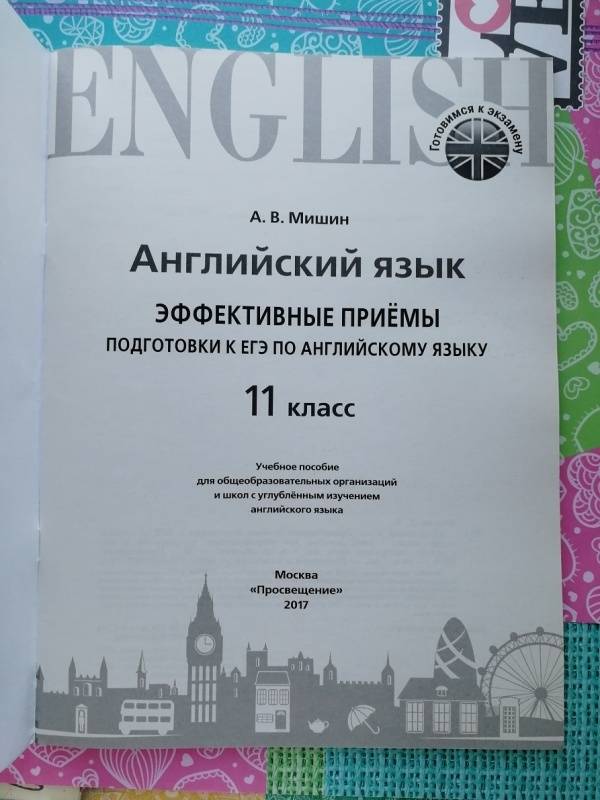 ENGLISH
Готовимся к экзамену
А. В. Мишин
Английский язык
ЭФФЕКТИВНЫЕ ПРИЁМЫ
ПОДГОТОВКИ К ЕГЭ ПО АНГЛИЙСКОМУ ЯЗЫКУ
11 класс
Учебное пособие
для общеобразовательных организаций
и школ с углублённым изучением
английского языка
Москва
«Просвещение»
2017